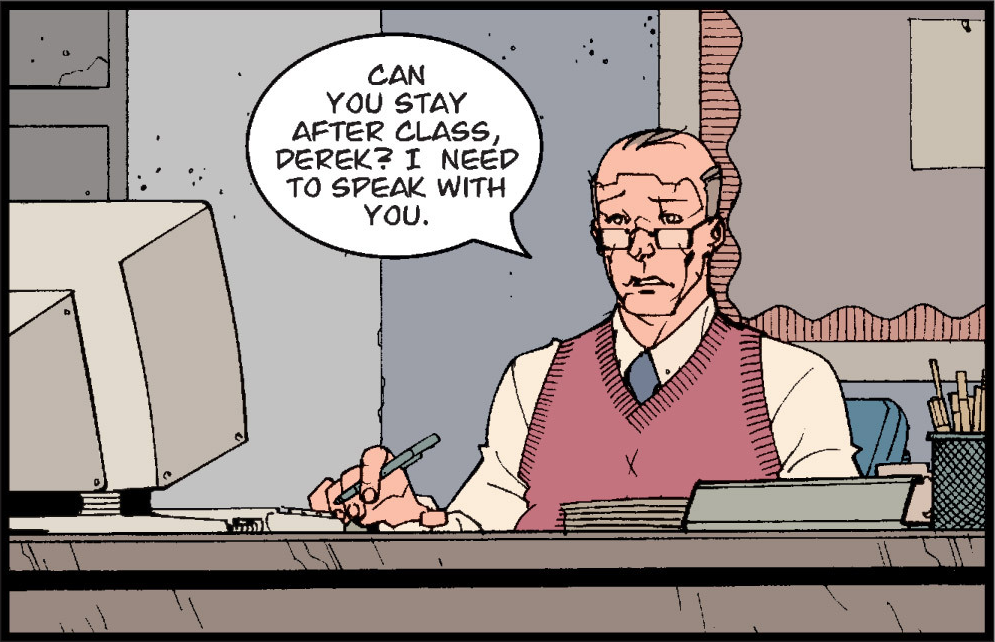 CAN
YOU STAY
AFTER CLASS,
DEREK? I NEED
TO SPEAK WITH
YOU.